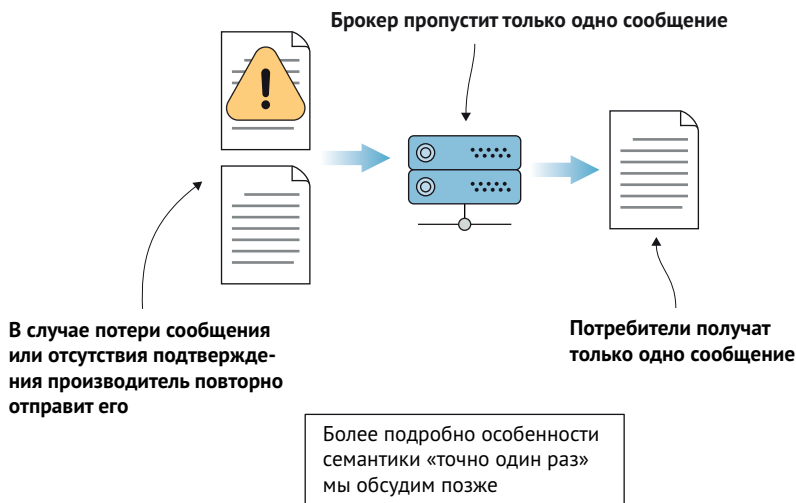 Брокер пропустит только одно сообщение
В случае потери сообщения
или отсутствия подтвержде-
ния производитель повторно
отправит его
Потребители получат
только одно сообщение
Более подробно особенности
семантики «точно один раз»
мы обсудим позже